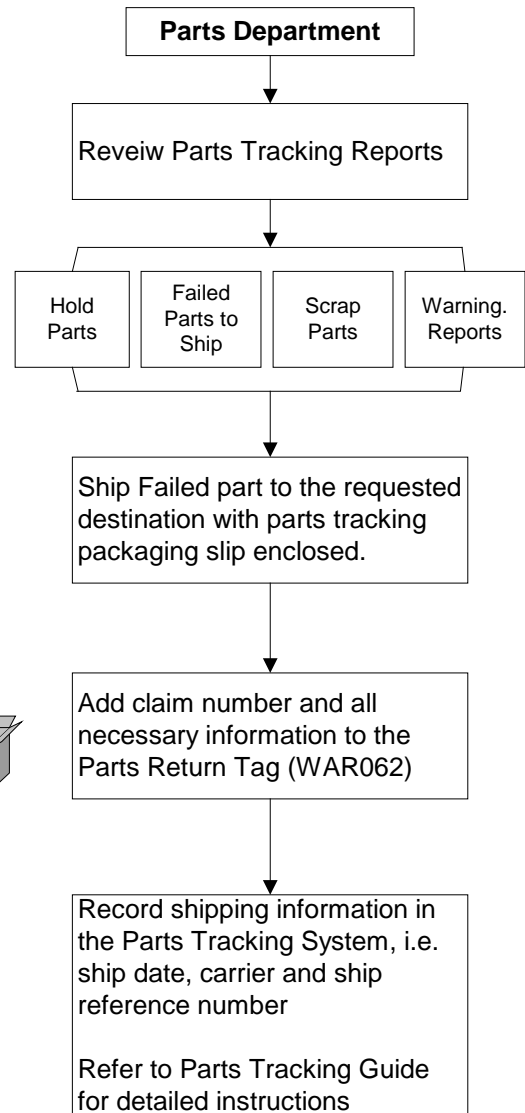 Parts Department
Reveiw Parts Tracking Reports
Hold
Parts
Failed
Parts to
Ship
Scrap
Parts
Warning.
Reports
Ship Failed part to the requested
destination with parts tracking
packaging slip enclosed.
Add claim number and all
necessary information to the
Parts Return Tag (WAR062)
Record shipping information in
the Parts Tracking System, i.e.
ship date, carrier and ship
reference number
Refer to Parts Tracking Guide
for detailed instructions